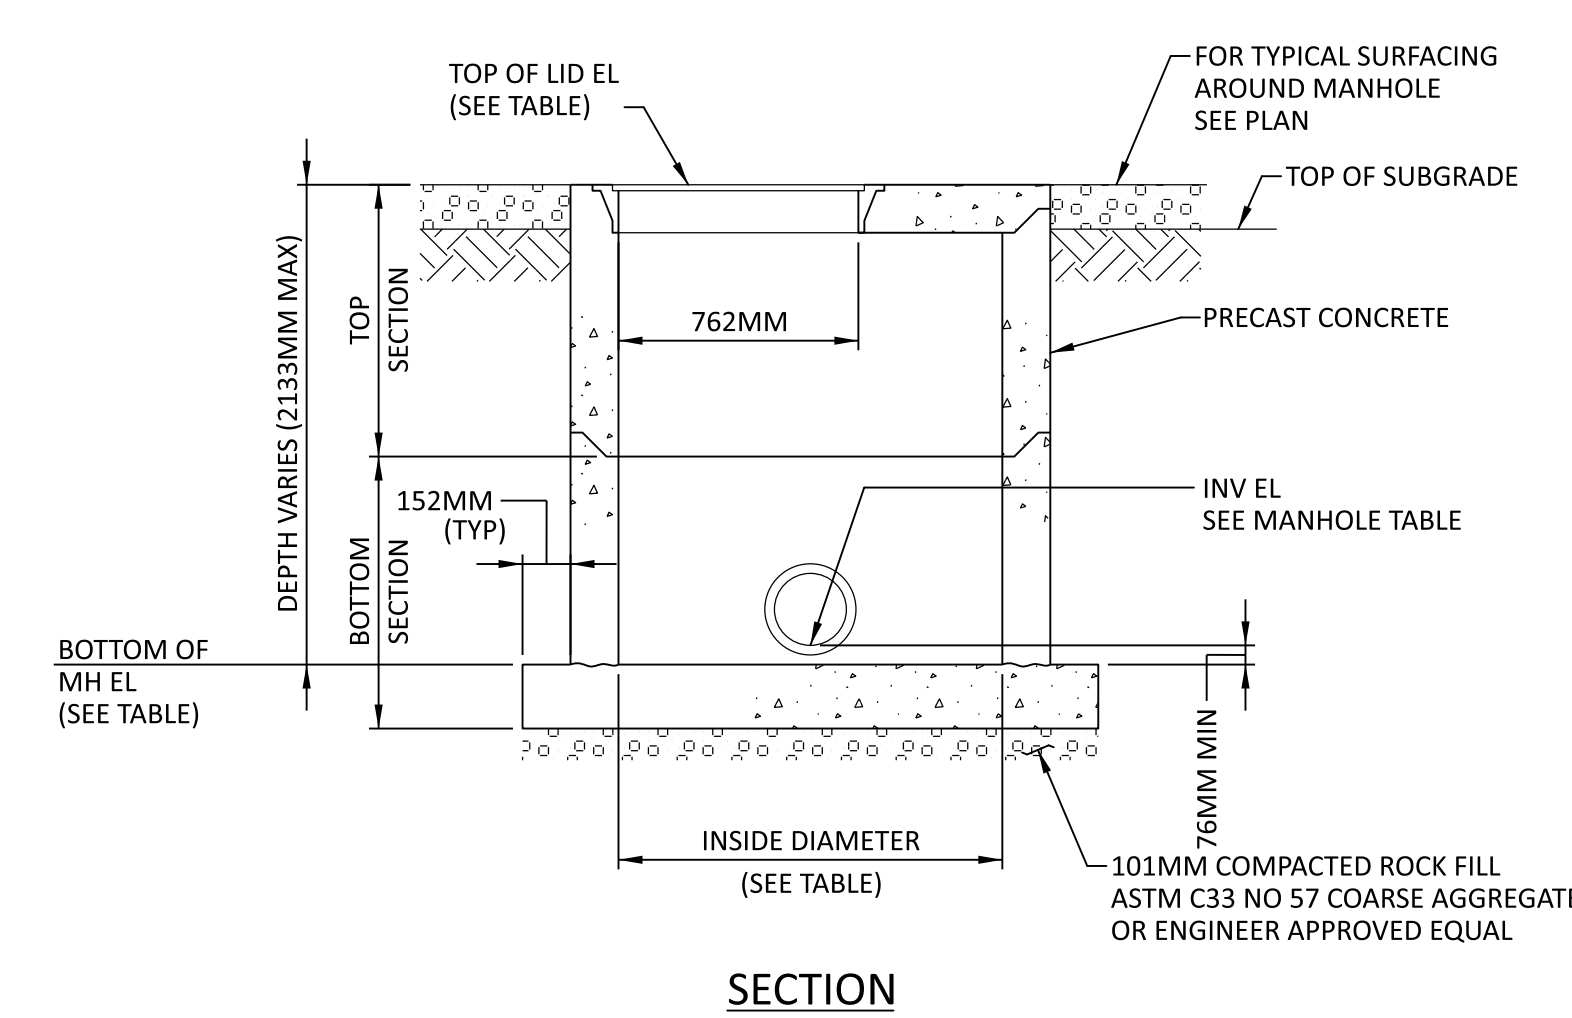 TOP OF LID EL
(SEE TABLE)
FOR TYPICAL SURFACING
AROUND MANHOLE
SEE PLAN
TOP OF SUBGRADE
DEPTH VARIES (2133MM MAX)
TOP
SECTION
762MM
PRECAST CONCRETE
152MM
(TYP)
INV EL
SEE MANHOLE TABLE
BOTTOM
SECTION
BOTTOM OF
MH EL
(SEE TABLE)
76MM MIN
INSIDE DIAMETER
(SEE TABLE)
101MM COMPACTED ROCK FILL
ASTM C33 NO 57 COARSE AGGREGATE
OR ENGINEER APPROVED EQUAL
SECTION